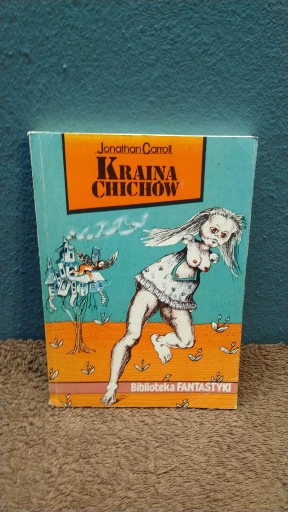 Jonathan Carroll
KRAINA
CHICHÓW
Biblioteka FANTASTYKI